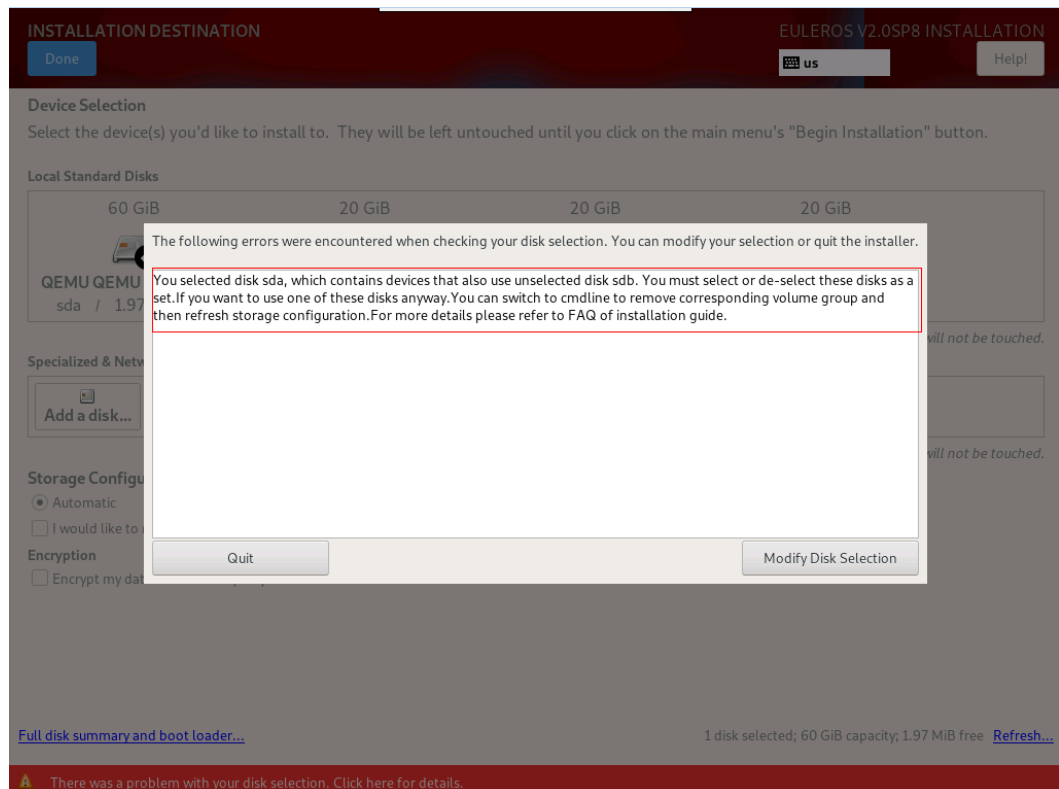 INSTALLATION DESTINATION
EULEROS V2.0SP8 INSTALLATION
Done
us
Help!
Device Selection
Select the device(s) you'd like to install to. They will be left untouched until you click on the main menu's "Begin Installation" button.
Local Standard Disks
60 GiB
20 GiB
20 GiB
20 GiB
The following errors were encountered when checking your disk selection. You can modify your selection or quit the installer.
QEMU QEMU
You selected disk sda, which contains devices that also use unselected disk sdb. You must select or de-select these disks as a
sda / 1.97
set.If you want to use one of these disks anyway.You can switch to cmdline to remove corresponding volume group and
then refresh storage configuration.For more details please refer to FAQ of installation guide.
will not be touched.
Specialized & Netw
Add a disk...
will not be touched.
Storage Configu
Automatic
I would like to
Quit
Modify Disk Selection
Encryption
Encrypt my dat
Full disk summary and boot loader...
1 disk selected; 60 GiB capacity; 1.97 MiB free Refresh...
There was a problem with your disk selection. Click here for details.